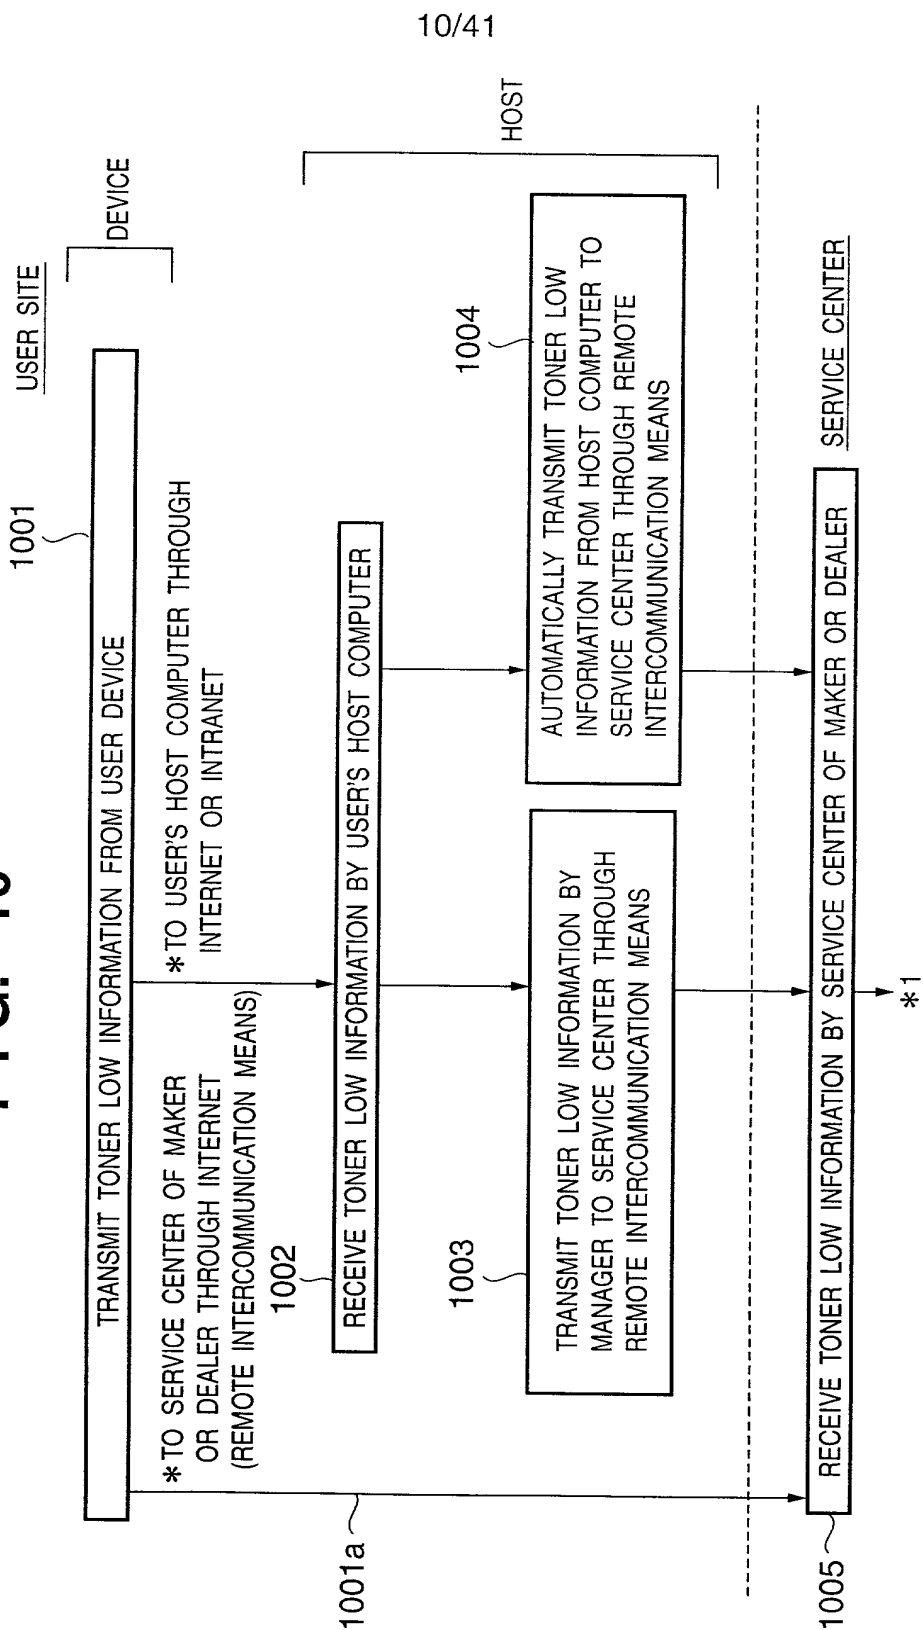 10/41
USER SITE
DEVICE
1001
TRANSMIT TONER LOW INFORMATION FROM USER DEVICE
*TO SERVICE CENTER OF MAKER
OR DEALER THROUGH INTERNET
(REMOTE INTERCOMMUNICATION MEANS)
*TO USER'S HOST COMPUTER THROUGH
INTERNET OR INTRANET
1001a
HOST
1002
RECEIVE TONER LOW INFORMATION BY USER'S HOST COMPUTER
1003
TRANSMIT TONER LOW INFORMATION BY
MANAGER TO SERVICE CENTER THROUGH
REMOTE INTERCOMMUNICATION MEANS
1004
AUTOMATICALLY TRANSMIT TONER LOW
INFORMATION FROM HOST COMPUTER TO
SERVICE CENTER THROUGH REMOTE
INTERCOMMUNICATION MEANS
SERVICE CENTER
1005
RECEIVE TONER LOW INFORMATION BY SERVICE CENTER OF MAKER OR DEALER
*1